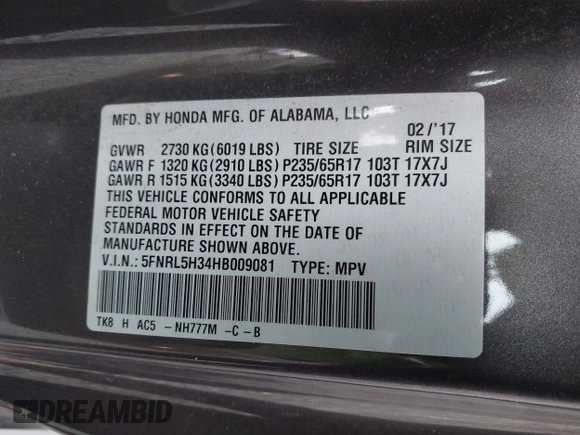 MFD. BY HONDA MFG. OF ALABAMA, LLC
02/'17
GVWR 2730 KG(6019 LBS) TIRE SIZE RIM SIZE
GAWR F 1320 KG(2910 LBS) P235/65R17 103T 17X7J
GAWR R 1515 KG(3340 LBS) P235/65R17 103T 17X7J
THIS VEHICLE CONFORMS TO ALL APPLICABLE
FEDERAL MOTOR VEHICLE SAFETY
STANDARDS IN EFFECT ON THE DATE OF
MANUFACTURE SHOWN ABOVE.
V.I.N.: 5FNRL5H34HB009081 TYPE: MPV
TK8 H AC5 -NH777M -C-B
DREAMBID